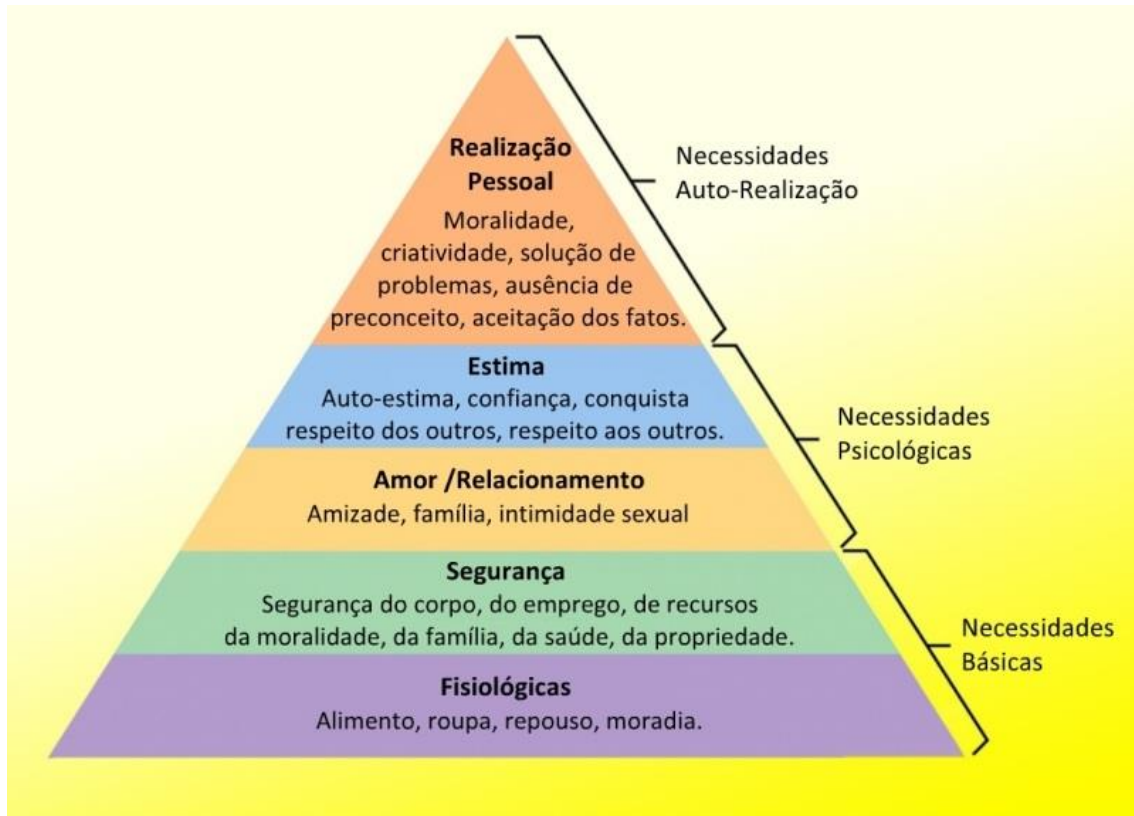 Realização
Pessoal
Moralidade,
criatividade, solução de
problemas, ausência de
preconceito, aceitação dos fatos.
Necessidades
Auto-Realização
Estima
Auto-estima, confiança, conquista
respeito dos outros, respeito aos outros.
Amor /Relacionamento
Amizade, família, intimidade sexual
Necessidades
Psicológicas
Segurança
Segurança do corpo, do emprego, de recursos
da moralidade, da família, da saúde, da propriedade.
Fisiológicas
Alimento, roupa, repouso, moradia.
Necessidades
Básicas